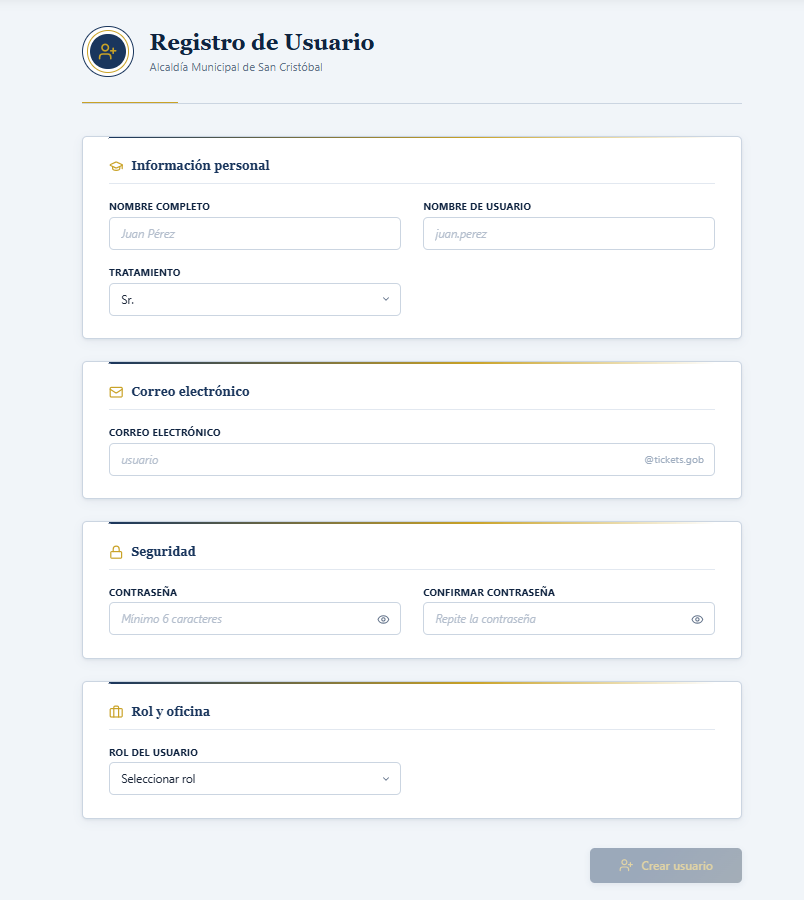 Registro de Usuario
Alcaldía Municipal de San Cristóbal
Información personal
NOMBRE COMPLETO
NOMBRE DE USUARIO
Juan Pérez
juan.perez
TRATAMIENTO
Sr.
Correo electrónico
CORREO ELECTRÓNICO
usuario
@tickets.gob
Seguridad
CONTRASEÑA
CONFIRMAR CONTRASEÑA
Mínimo 6 caracteres
Repite la contraseña
Rol y oficina
ROL DEL USUARIO
Seleccionar rol
Crear usuario